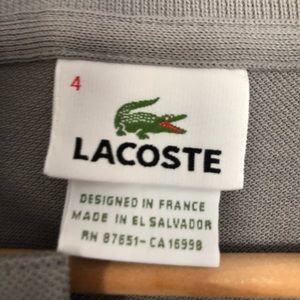 4
LACOSTE
DESIGNED IN FRANCE
MADE IN EL SALVADOR
RN 87651-CA 16998